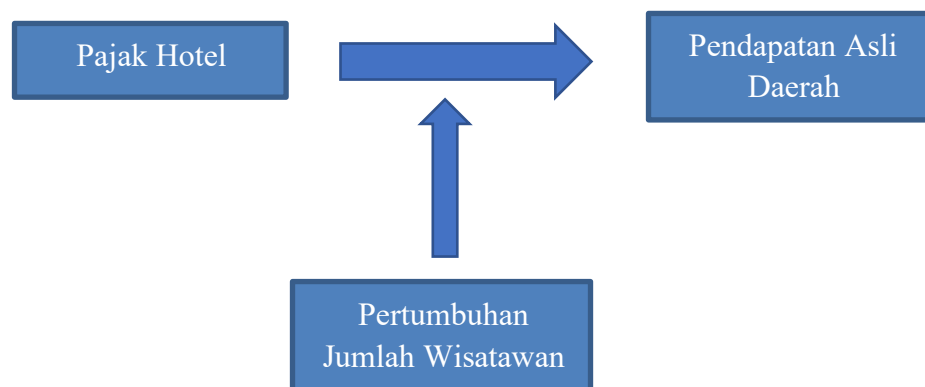 Pajak Hotel
Pendapatan Asli
Daerah
Pertumbuhan
Jumlah Wisatawan